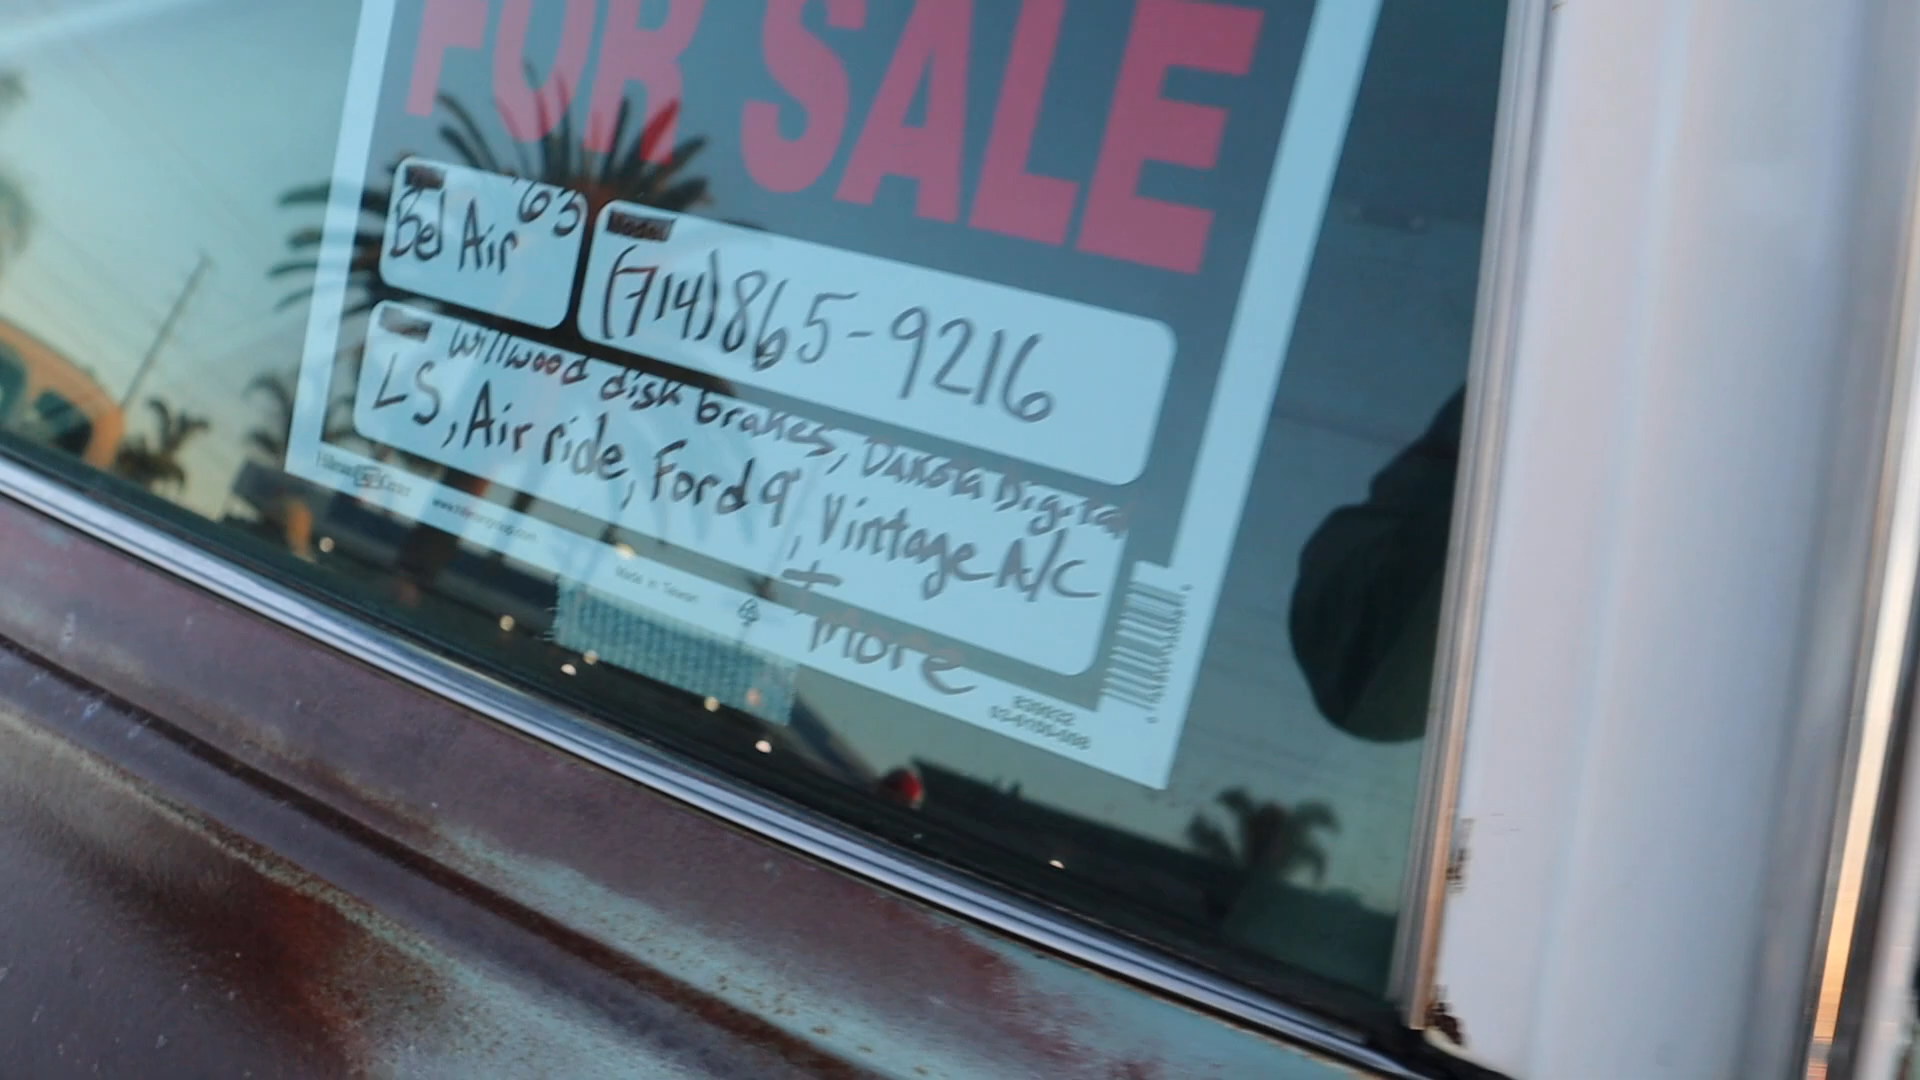 FOR SALE
Bel Air '63
Model
(714)865-9216
Willwood disk brakes, Dakota Digital,
LS, Air ride, Ford 9", Vintage A/C
+ more
Made in Taiwan